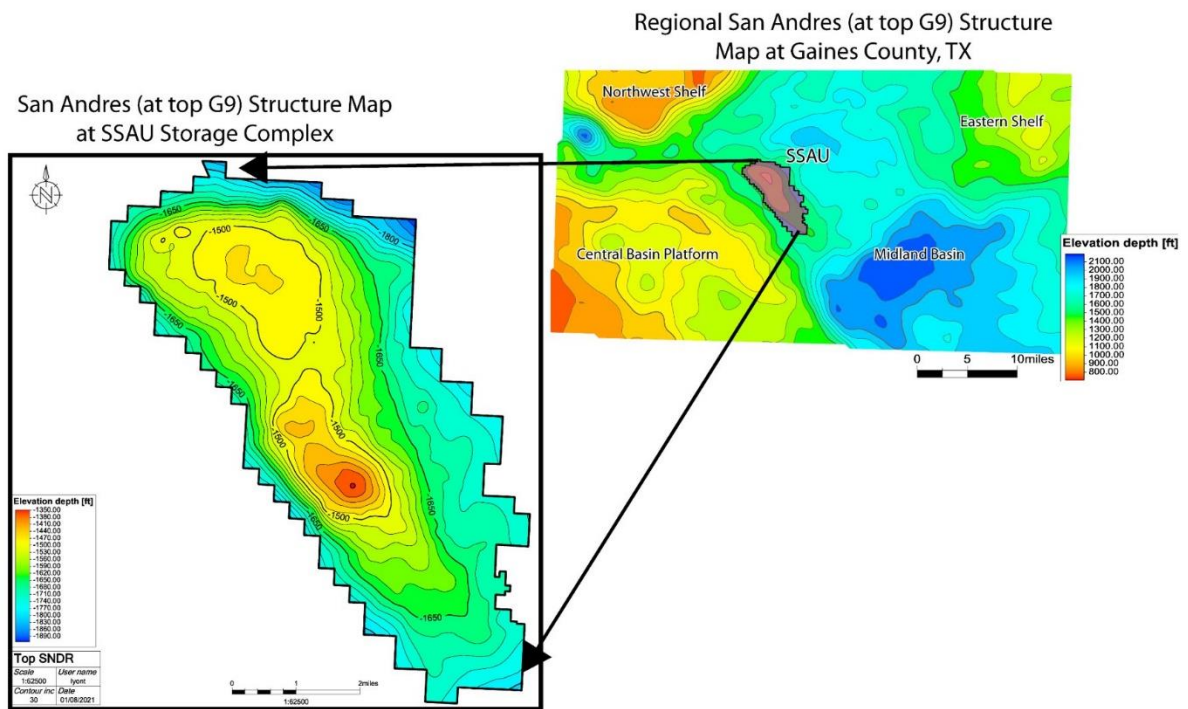 Regional San Andres (at top G9) Structure
Map at Gaines County, TX
San Andres (at top G9) Structure Map
at SSAU Storage Complex
N
Northwest Shelf
Eastern Shelf
SSAU
Central Basin Platform
Midland Basin
Elevation depth [ft]
2100.00
2000.00
1900.00
1800.00
1700.00
1600.00
1500.00
1400.00
1300.00
1200.00
1100.00
1000.00
900.00
800.00
0 5 10miles
-1650
-1500
-1800
-1500
-1500
-1650
-1650
-1500
-1500
-1650
-1500
-1650
-1650
Elevation depth [ft]
-1350.00
-1380.00
-1410.00
-1440.00
-1470.00
-1500.00
-1530.00
-1560.00
-1590.00
-1620.00
-1650.00
-1680.00
-1710.00
-1740.00
-1770.00
-1800.00
-1830.00
-1860.00
-1890.00
Top SNDR
Scale User name
1:62500 lyent
Contour inc Date
30 01/08/2021
0 1 2miles
1:62500